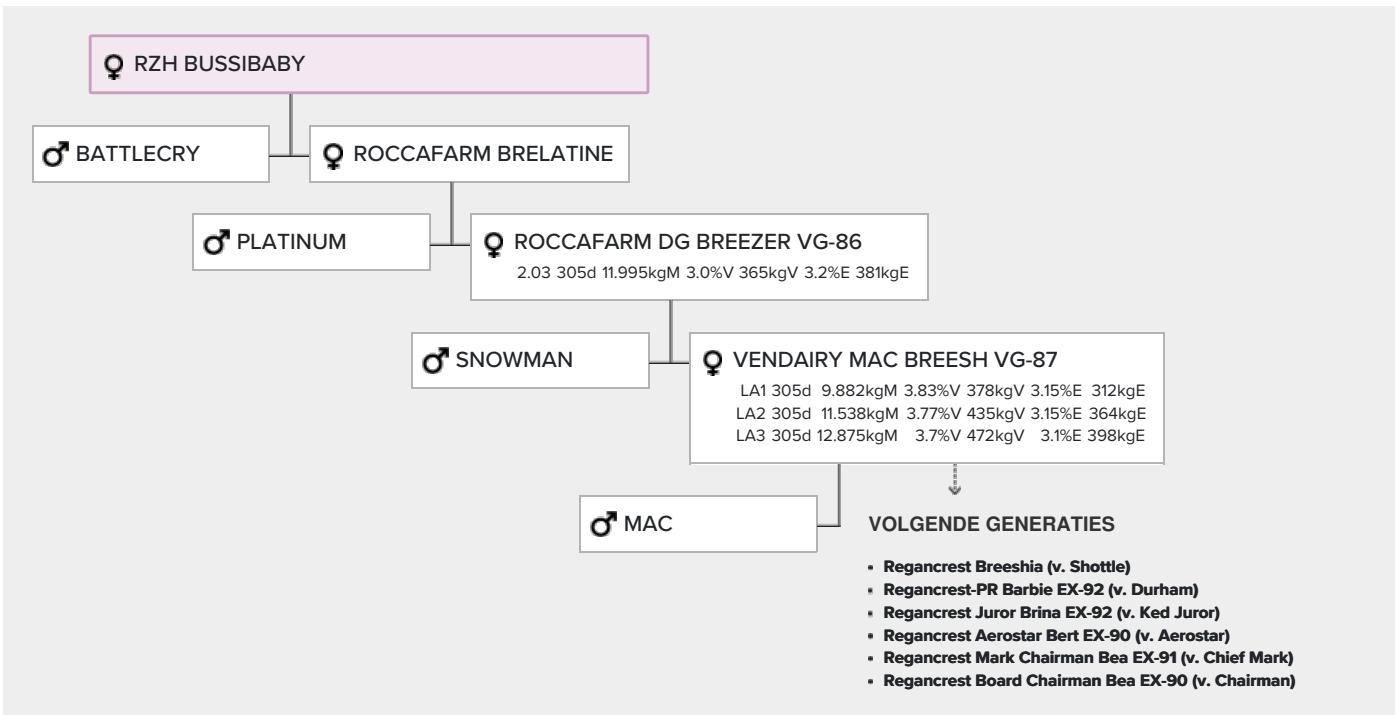 RZH BUSSIBABY
BATTLECRY
ROCCAFARM BRELATINE
PLATINUM
ROCCAFARM DG BREEZER VG-86
2.03 305d 11.995kgM 3.0%V 365kgV 3.2%E 381kgE
SNOWMAN
VENDAIRY MAC BREESH VG-87
LA1 305d 9.882kgM 3.83%V 378kgV 3.15%E 312kgE
LA2 305d 11.538kgM 3.77%V 435kgV 3.15%E 364kgE
LA3 305d 12.875kgM 3.7%V 472kgV 3.1%E 398kgE
MAC
VOLGENDE GENERATIES
• Regancrest Breeshia (v. Shottle)
• Regancrest-PR Barbie EX-92 (v. Durham)
• Regancrest Juror Brina EX-92 (v. Ked Juror)
• Regancrest Aerostar Bert EX-90 (v. Aerostar)
• Regancrest Mark Chairman Bea EX-91 (v. Chief Mark)
• Regancrest Board Chairman Bea EX-90 (v. Chairman)